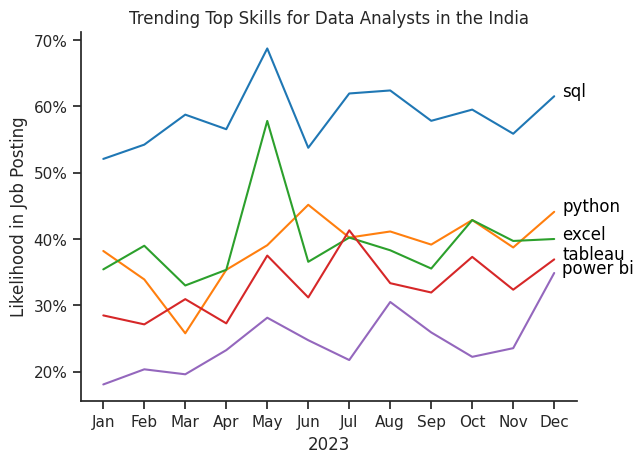 Trending Top Skills for Data Analysts in the India
Likelihood in Job Posting
70%
60%
50%
40%
30%
20%
sql
python
excel
tableau
power bi
Jan Feb Mar Apr May Jun Jul Aug Sep Oct Nov Dec
2023